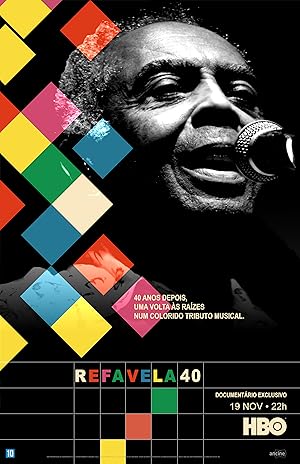 40 ANOS DEPOIS,
UMA VOLTA ÀS RAÍZES
NUM COLORIDO TRIBUTO MUSICAL.
REFAVELA 40
DOCUMENTÁRIO EXCLUSIVO
19 NOV • 22h
HBO
10
ancine